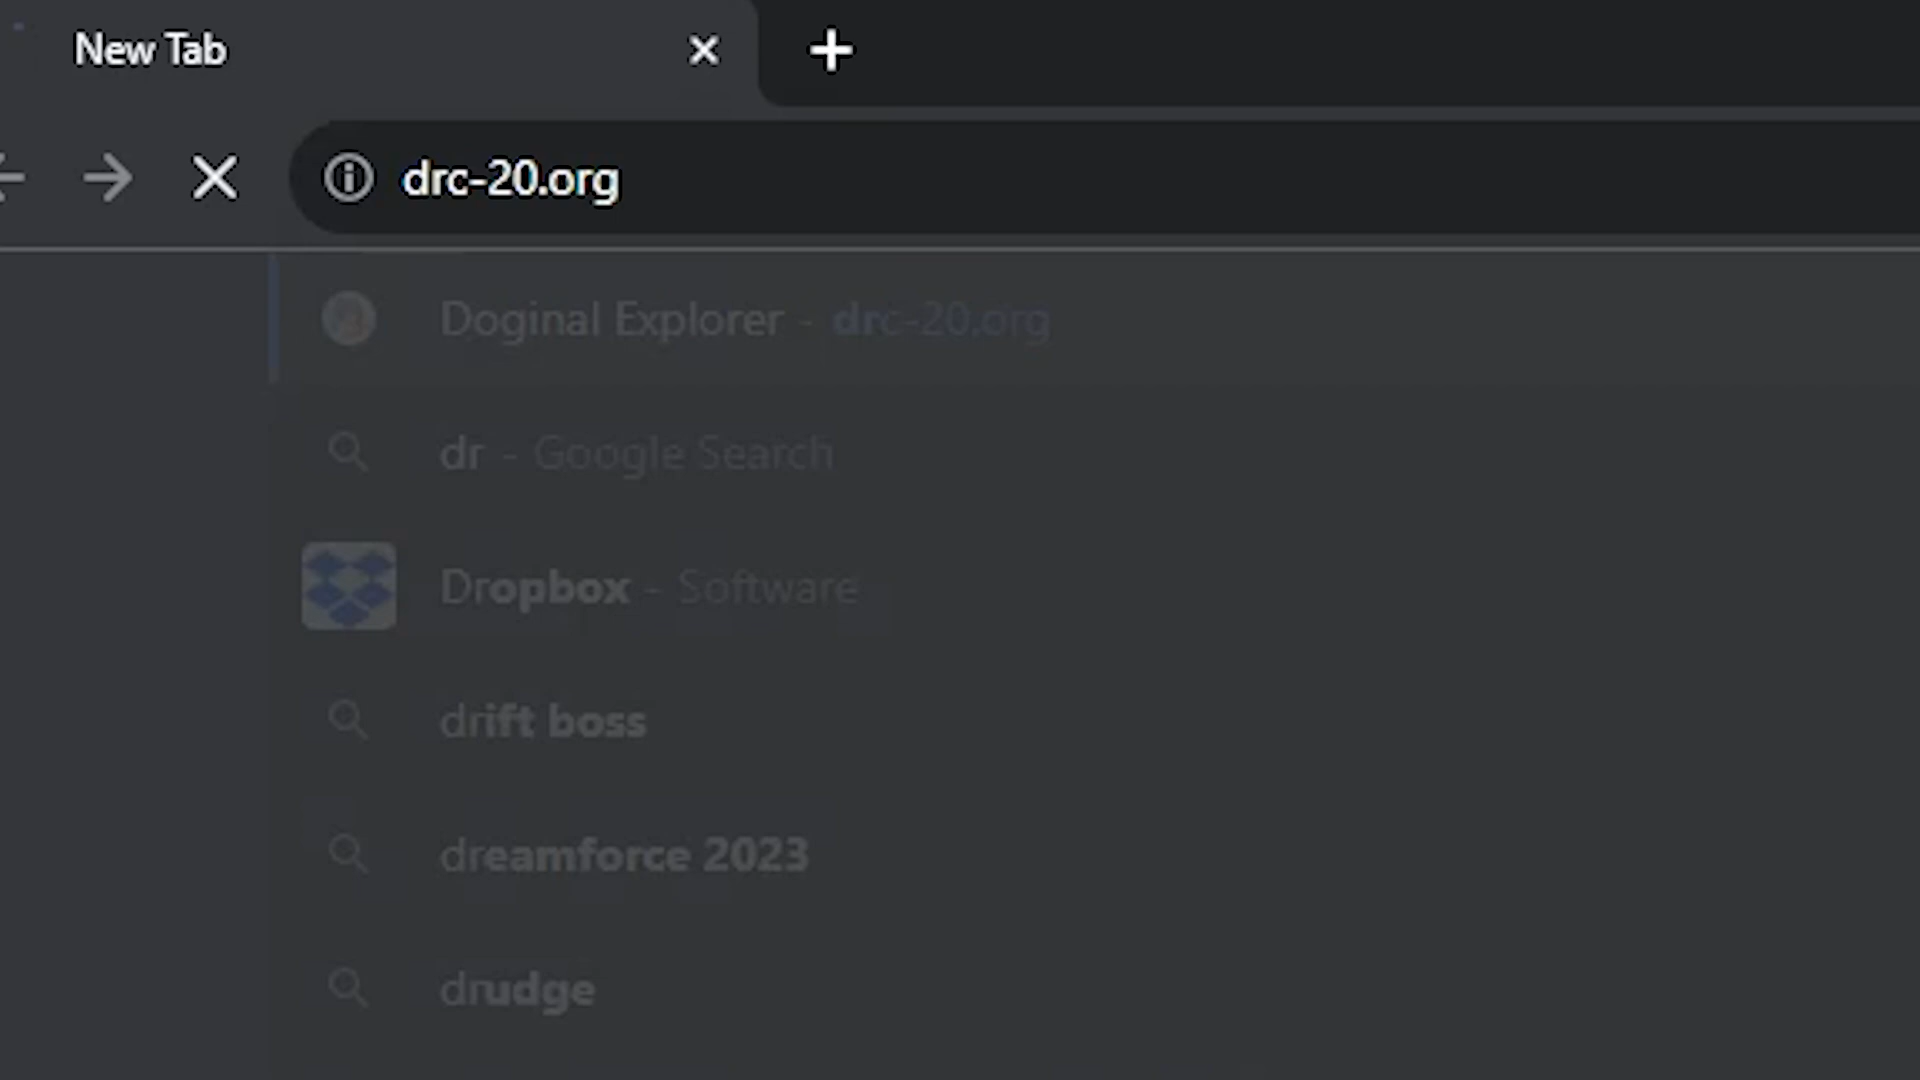 New Tab
drc-20.org
Doginal Explorer - drc-20.org
dr - Google Search
Dropbox - Software
drift boss
dreamforce 2023
drudge